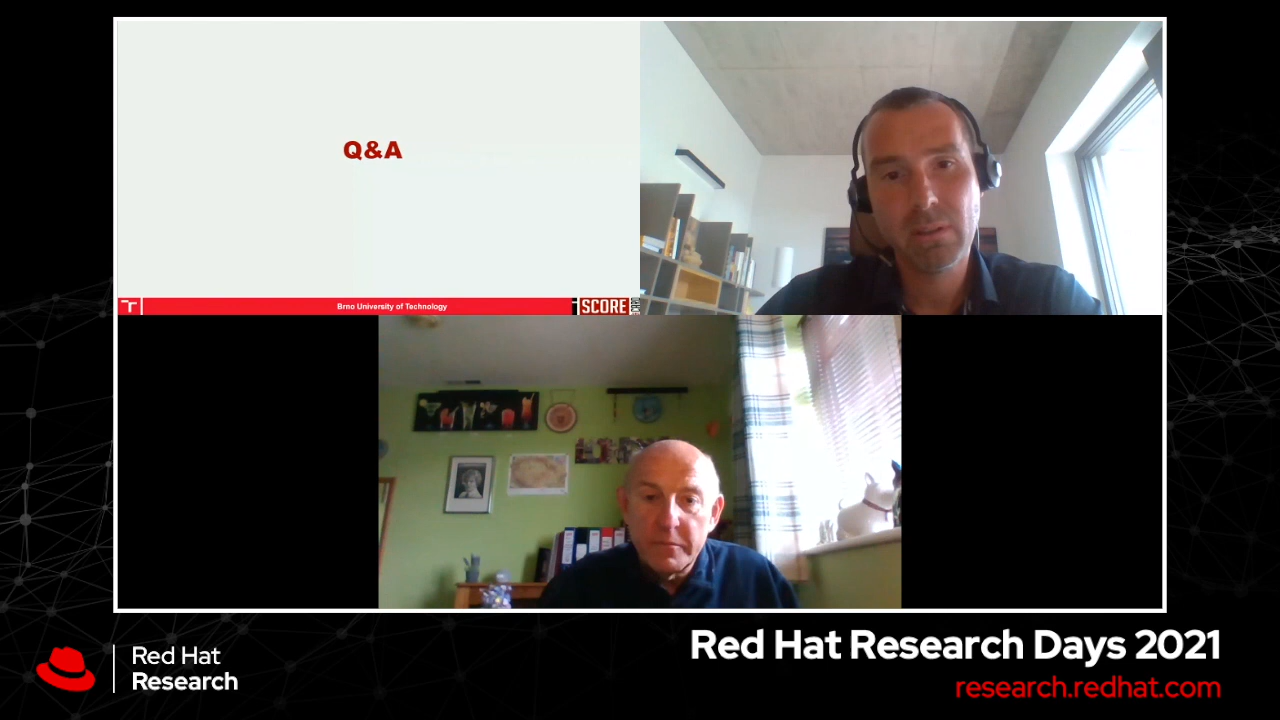 Q&A
Brno University of Technology
SCORE
Red Hat
Research
Red Hat Research Days 2021
research.redhat.com